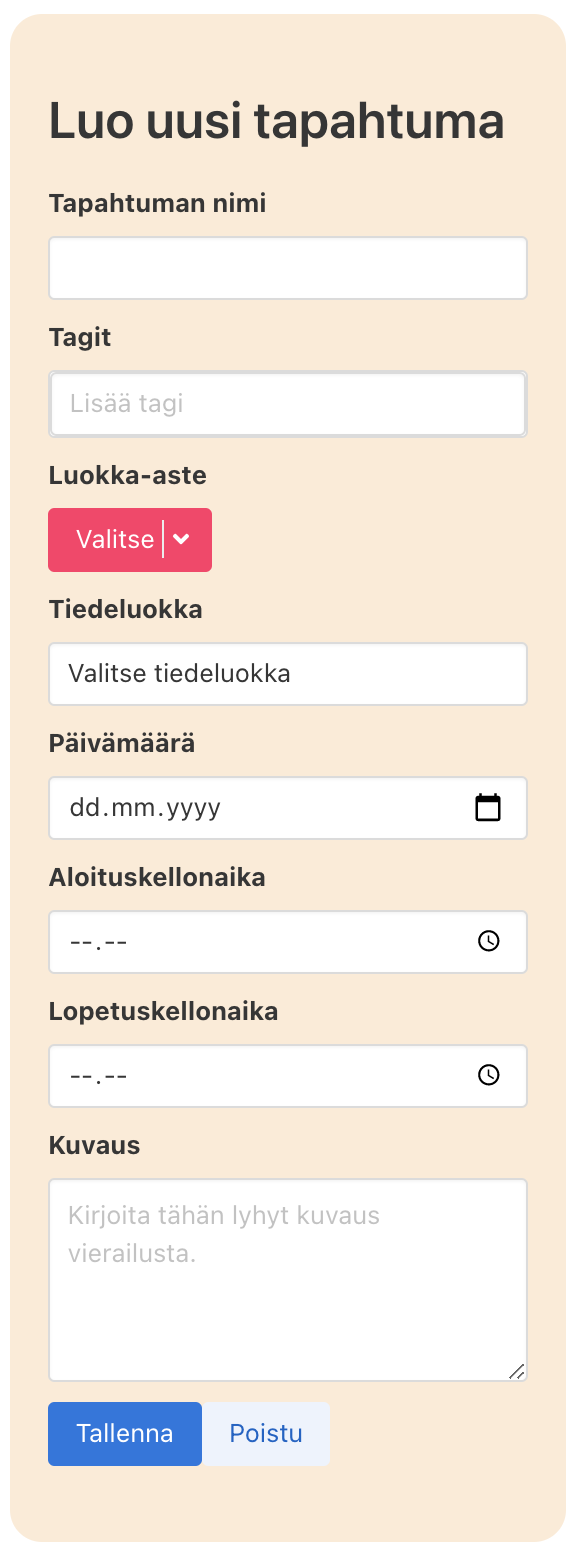 Luo uusi tapahtuma
Tapahtuman nimi
Tagit
Lisää tagi
Luokka-aste
Valitse
Tiedeluokka
Valitse tiedeluokka
Päivämäärä
dd.mm.yyyy
Aloituskellonaika
--.--
Lopetuskellonaika
--.--
Kuvaus
Kirjoita tähän lyhyt kuvaus
vierailusta.
Tallenna Poistu